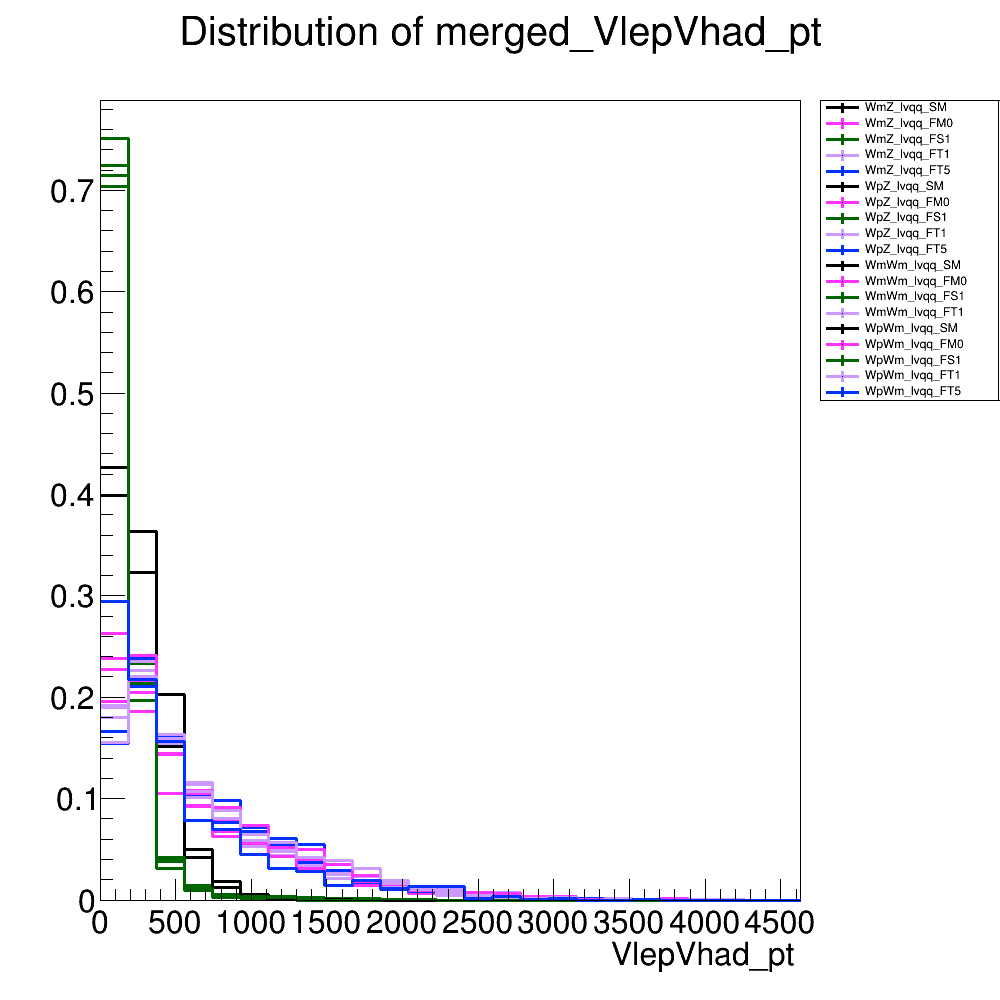 Distribution of merged_VlepVhad_pt
WmZ_lvqq_SM
WmZ_lvqq_FM0
WmZ_lvqq_FS1
WmZ_lvqq_FT1
WmZ_lvqq_FT5
WpZ_lvqq_SM
WpZ_lvqq_FM0
WpZ_lvqq_FS1
WpZ_lvqq_FT1
WpZ_lvqq_FT5
WmWm_lvqq_SM
WmWm_lvqq_FM0
WmWm_lvqq_FS1
WmWm_lvqq_FT1
WpWm_lvqq_SM
WpWm_lvqq_FM0
WpWm_lvqq_FS1
WpWm_lvqq_FT1
WpWm_lvqq_FT5
0.7
0.6
0.5
0.4
0.3
0.2
0.1
0
0 500 1000 1500 2000 2500 3000 3500 4000 4500
VlepVhad_pt